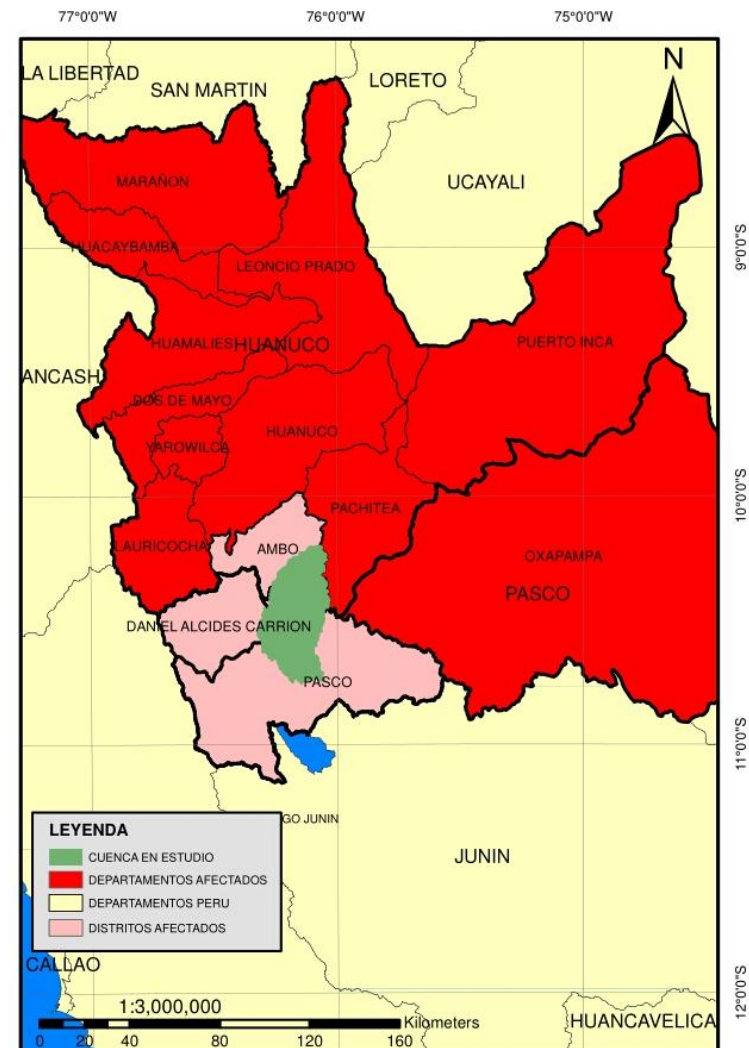 77°0'0"W 76°0'0"W 75°0'0"W
LA LIBERTAD
SAN MARTIN
LORETO
N
MARAÑON
UCAYALI
HUACAYBAMBA
9°0'0"S
LEONCIO PRADO
HUAMALIES
HUANUCO
PUERTO INCA
ANCASH
DOS DE MAYO
HUANUCO
YAROWILCA
10°0'0"S
PACHITEA
LAURICOCHA
AMBO
OXAPAMPA
PASCO
DANIEL ALCIDES CARRION
PASCO
11°0'0"S
GO JUNIN
LEYENDA
CUENCA EN ESTUDIO
DEPARTAMENTOS AFECTADOS
DEPARTAMENTOS PERU
DISTRITOS AFECTADOS
JUNIN
CALLAO
12°0'0"S
1:3,000,000
Kilometers
HUANCAVELICA
0 20 40 80 120 160